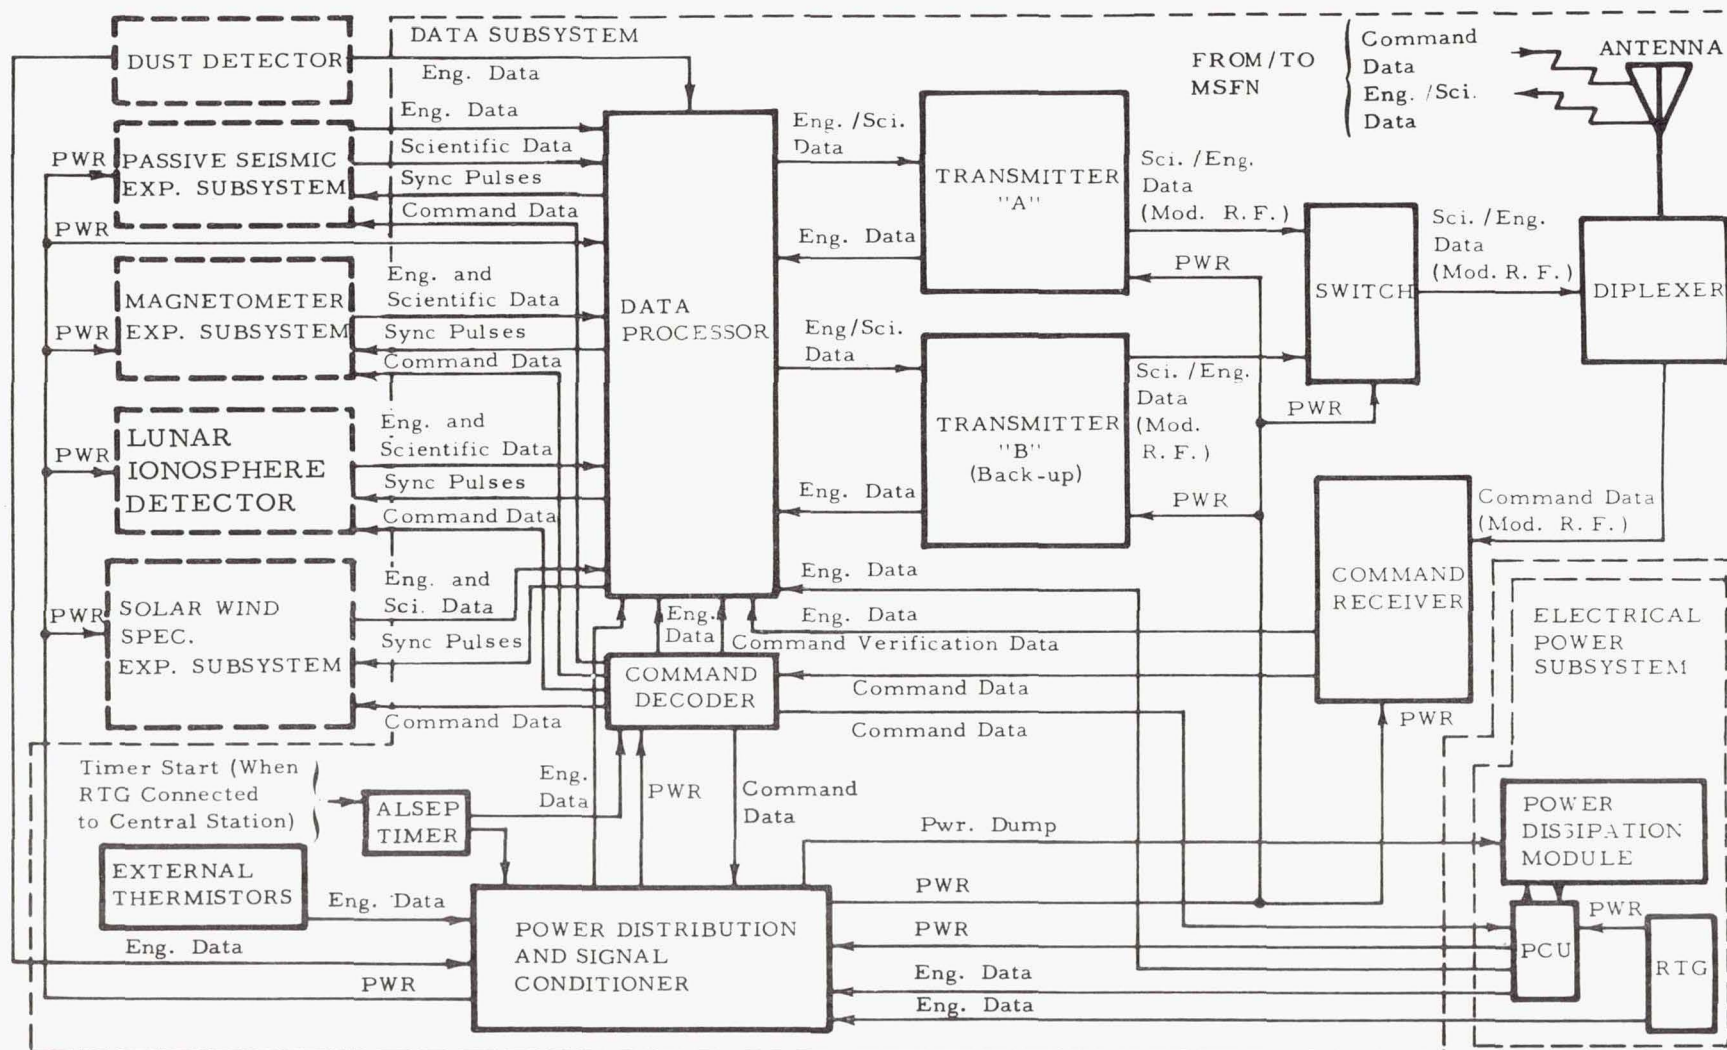 DATA SUBSYSTEM
DUST DETECTOR
Eng. Data
FROM/TO
MSFN
Command
Data
Eng./Sci.
Data
ANTENNA
Eng. Data
PWR
PASSIVE SEISMIC
EXP. SUBSYSTEM
Scientific Data
Sync Pulses
Command Data
PWR
Eng. and
Scientific Data
MAGNETOMETER
EXP. SUBSYSTEM
PWR
Sync Pulses
Command Data
Eng. and
Scientific Data
LUNAR
IONOSPHERE
DETECTOR
PWR
Sync Pulses
Command Data
Eng. and
Sci. Data
SOLAR WIND
SPEC.
EXP. SUBSYSTEM
PWR
Sync Pulses
Command Data
DATA
PROCESSOR
Eng./Sci.
Data
Eng. Data
TRANSMITTER
"A"
Sci./Eng.
Data
(Mod. R.F.)
PWR
Eng/Sci.
Data
Eng. Data
TRANSMITTER
"B"
(Back-up)
Sci./Eng.
Data
(Mod.
R.F.)
PWR
SWITCH
PWR
Sci./Eng.
Data
(Mod. R.F.)
DIPLEXER
Command Data
(Mod. R.F.)
COMMAND
RECEIVER
PWR
Eng. Data
Eng. Data
Eng.
Data
Command Verification Data
COMMAND
DECODER
Command Data
Command Data
ELECTRICAL
POWER
SUBSYSTEM
Timer Start (When
RTG Connected
to Central Station)
ALSEP
TIMER
Eng.
Data
PWR
Command
Data
Pwr. Dump
POWER
DISSIPATION
MODULE
EXTERNAL
THERMISTORS
Eng. Data
Eng. Data
PWR
POWER DISTRIBUTION
AND SIGNAL
CONDITIONER
PWR
PWR
Eng. Data
Eng. Data
PCU
PWR
RTG